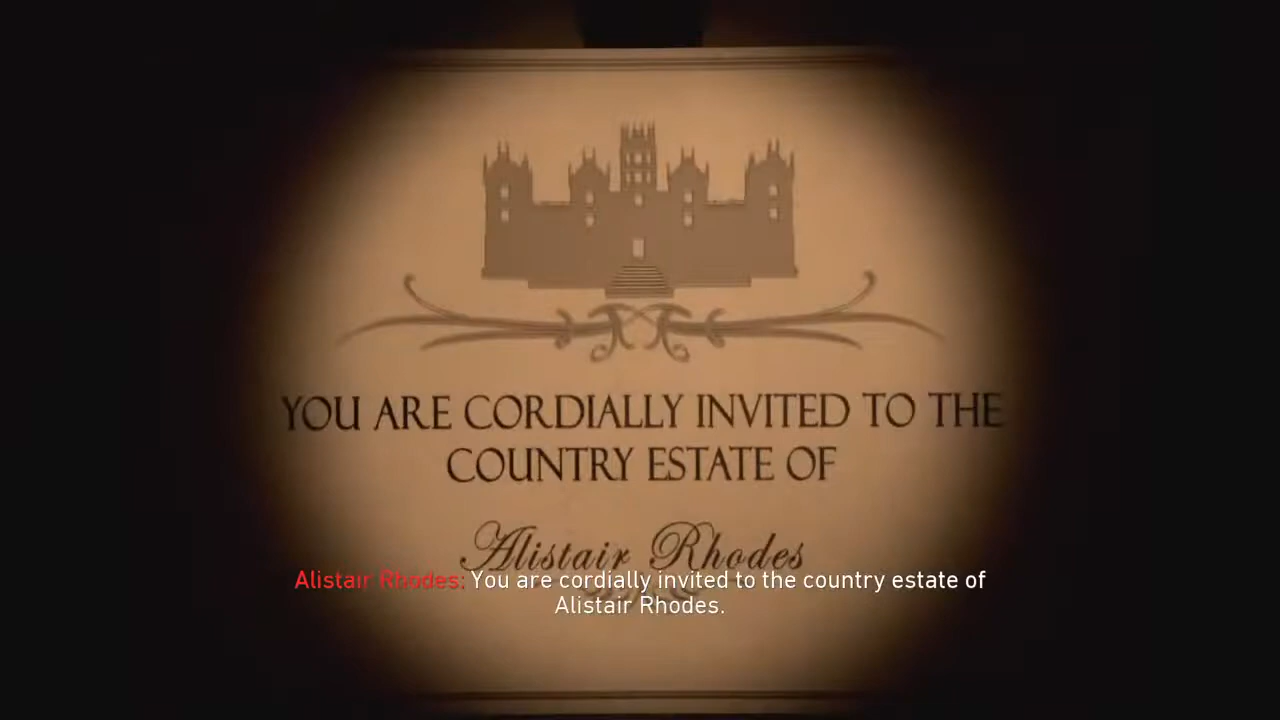 YOU ARE CORDIALLY INVITED TO THE
COUNTRY ESTATE OF
Alistair Rhodes
Alistair Rhodes: You are cordially invited to the country estate of
Alistair Rhodes.